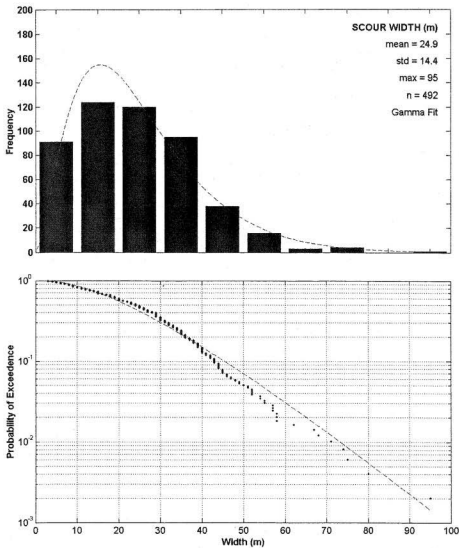 200
180
160
140
120
100
80
60
40
20
0
Frequency
SCOUR WIDTH (m)
mean = 24.9
std = 14.4
max = 95
n = 492
Gamma Fit
10^0
10^-1
10^-2
10^-3
Probability of Exceedence
0 10 20 30 40 50 60 70 80 90 100
Width (m)